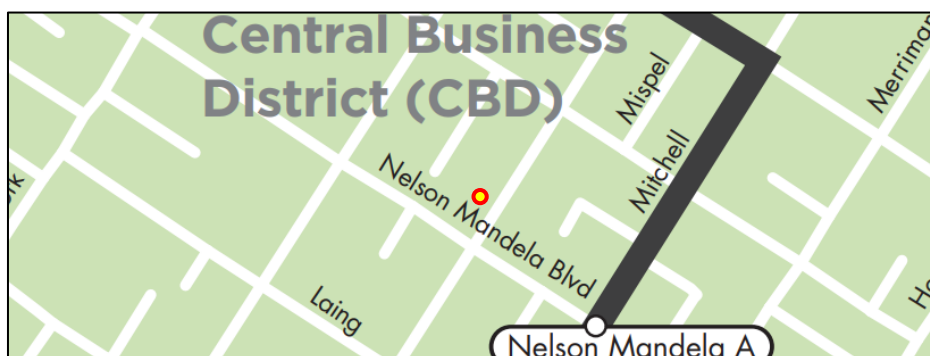 Central Business
District (CBD)
Mispel
Merriman
Mitchell
Nelson Mandela Blvd
Laing
Nelson Mandela A